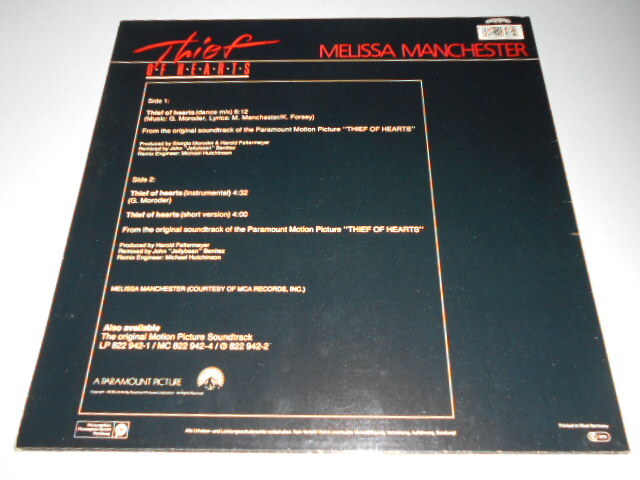 Thief
OF HEARTS
MELISSA MANCHESTER
Side 1:
Thief of hearts (dance mix) 6:12
(Music: G. Moroder, Lyrics: M. Manchester/K. Forsey)
From the original soundtrack of the Paramount Motion Picture "THIEF OF HEARTS"
Produced by Giorgio Moroder & Harold Faltermeyer
Remixed by John "Jellybean" Benitez
Remix Engineer: Michael Hutchinson
Side 2:
Thief of hearts (instrumental) 4:32
(G. Moroder)
Thief of hearts (short version) 4:00
From the original soundtrack of the Paramount Motion Picture "THIEF OF HEARTS"
Produced by Harold Faltermeyer
Remixed by John "Jellybean" Benitez
Remix Engineer: Michael Hutchinson
MELISSA MANCHESTER (COURTESY OF MCA RECORDS, INC.)
Also available
The original Motion Picture Soundtrack
LP 822 942-1 / MC 822 942-4 / 822 942-2
A PARAMOUNT PICTURE
Printed in West Germany